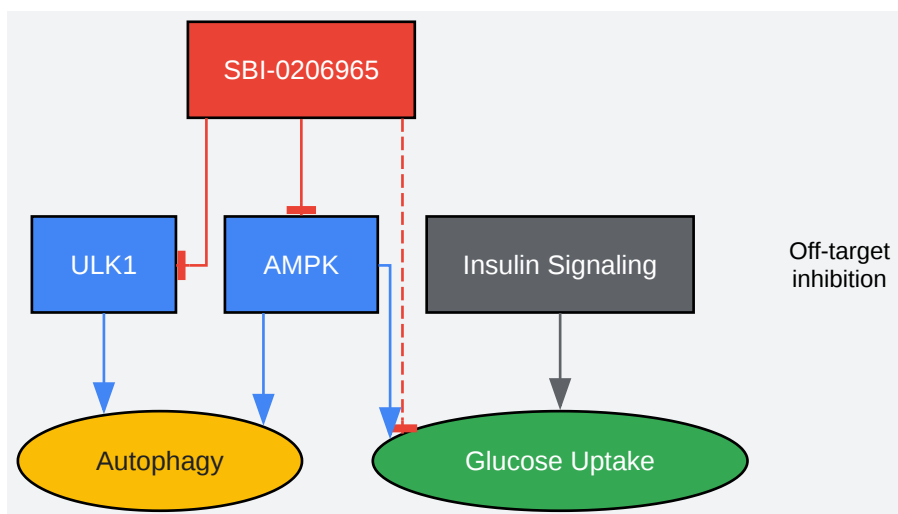 SBI-0206965
ULK1
AMPK
Insulin Signaling
Off-target
inhibition
Autophagy
Glucose Uptake